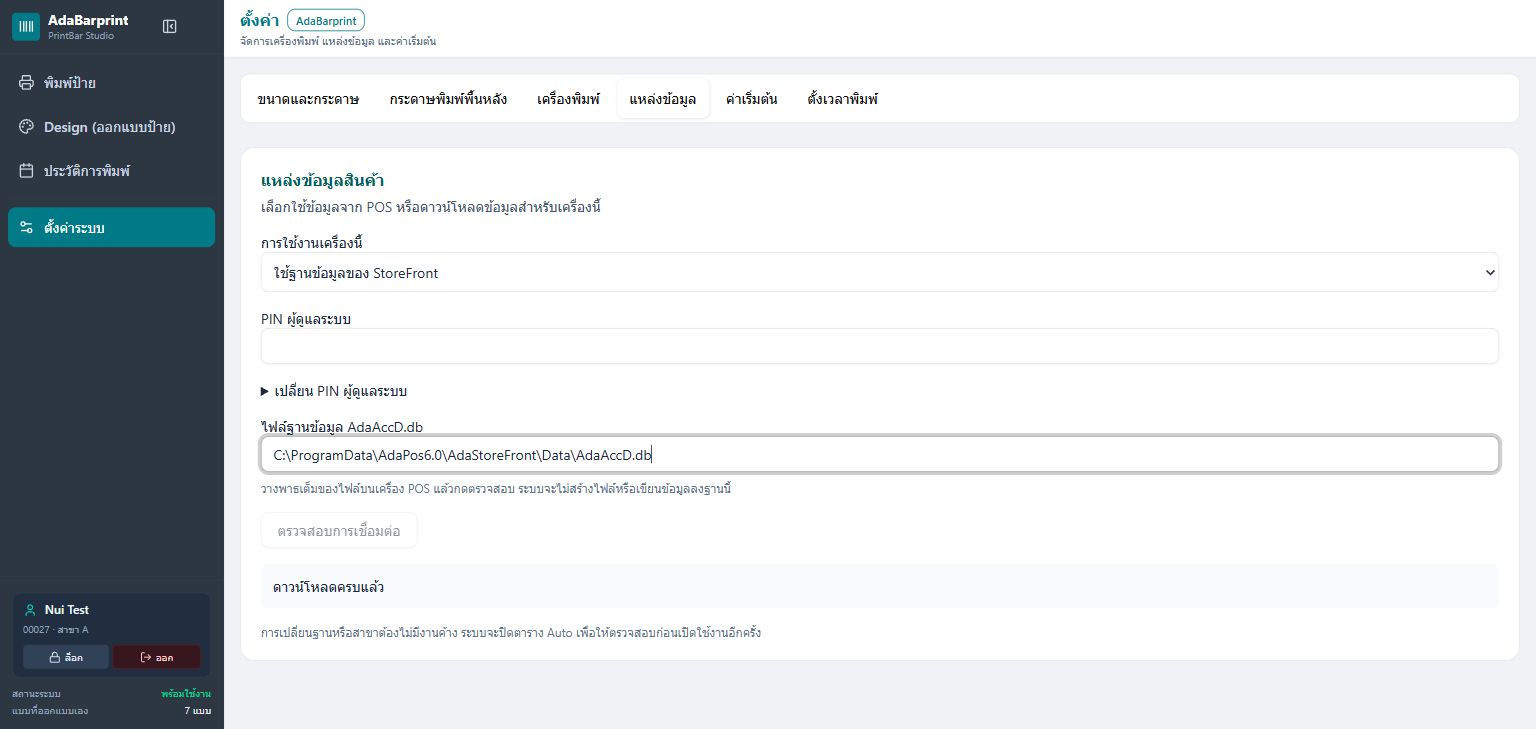 AdaBarprint
PrintBar Studio
พิมพ์ป้าย
Design (ออกแบบป้าย)
ประวัติการพิมพ์
ตั้งค่าระบบ
Nui Test
00027 · สาขา A
ล็อค
ออก
สถานะระบบ พร้อมใช้งาน
แบบที่ออกแบบเอง 7 แบบ
ตั้งค่า AdaBarprint
จัดการเครื่องพิมพ์ แหล่งข้อมูล และค่าเริ่มต้น
ขนาดและกระดาษ กระดาษพิมพ์พื้นหลัง เครื่องพิมพ์ แหล่งข้อมูล ค่าเริ่มต้น ตั้งเวลาพิมพ์
แหล่งข้อมูลสินค้า
เลือกใช้ข้อมูลจาก POS หรือดาวน์โหลดข้อมูลสำหรับเครื่องนี้
การใช้งานเครื่องนี้
ใช้ฐานข้อมูลของ StoreFront
PIN ผู้ดูแลระบบ
เปลี่ยน PIN ผู้ดูแลระบบ
ไฟล์ฐานข้อมูล AdaAccD.db
C:\ProgramData\AdaPos6.0\AdaStoreFront\Data\AdaAccD.db
วางพาธเต็มของไฟล์บนเครื่อง POS แล้วกดตรวจสอบ ระบบจะไม่สร้างไฟล์หรือเขียนข้อมูลลงฐานนี้
ตรวจสอบการเชื่อมต่อ
ดาวน์โหลดครบแล้ว
การเปลี่ยนฐานหรือสาขาต้องไม่มีงานค้าง ระบบจะปิดตาราง Auto เพื่อให้ตรวจสอบก่อนเปิดใช้งานอีกครั้ง